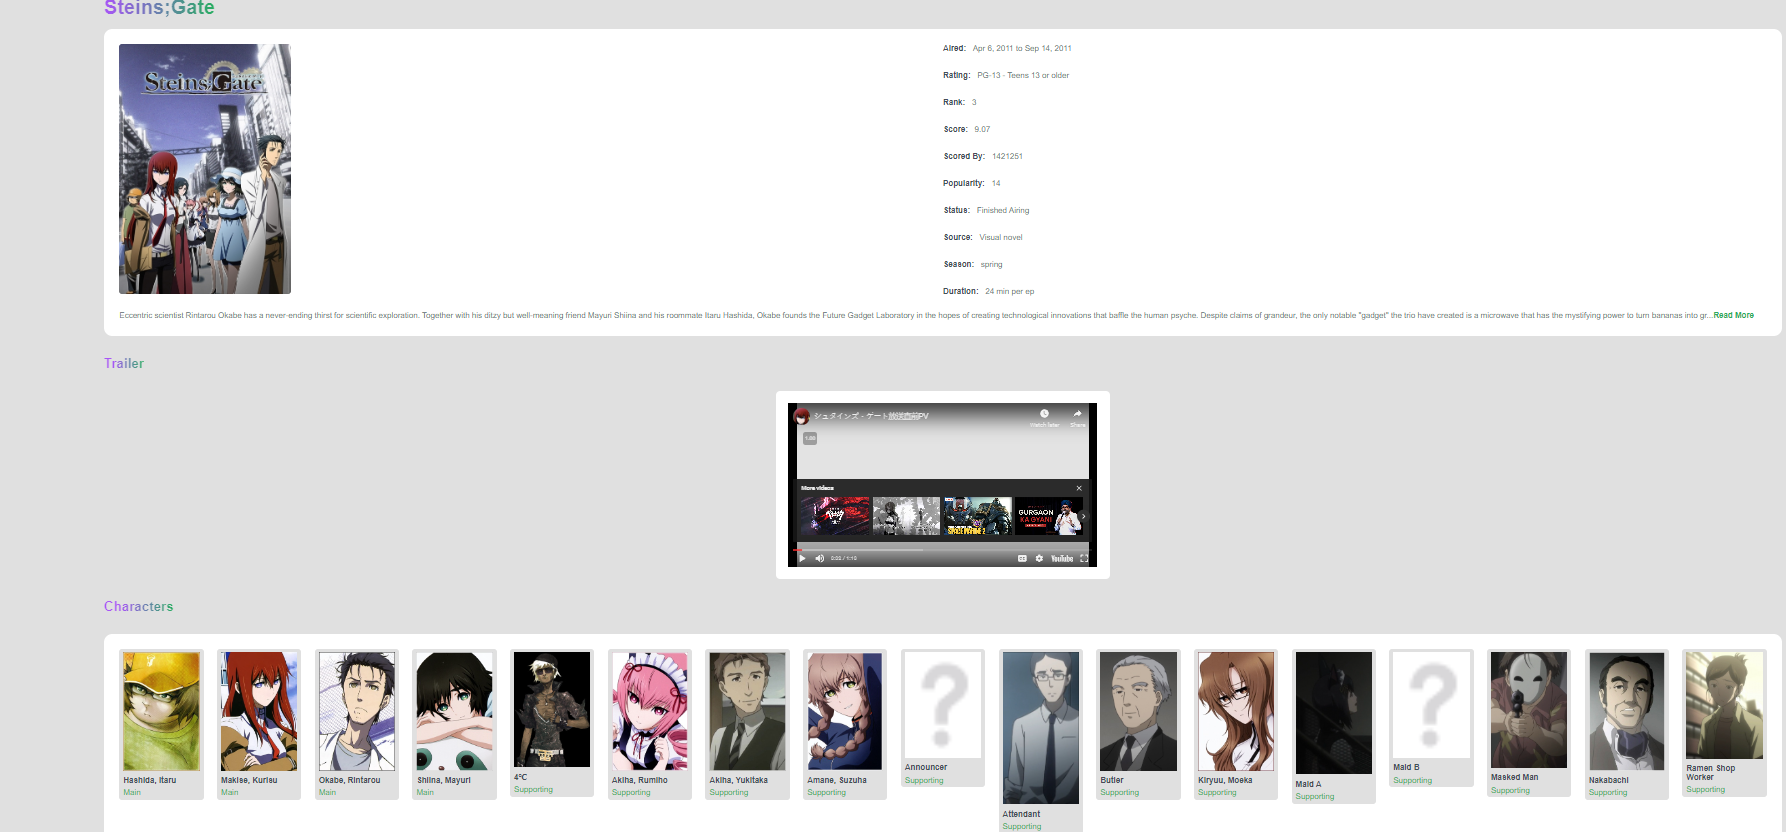 Steins;Gate
Steins;Gate
Aired: Apr 6, 2011 to Sep 14, 2011
Rating: PG-13 - Teens 13 or older
Rank: 3
Score: 9.07
Scored By: 1421251
Popularity: 14
Status: Finished Airing
Source: Visual novel
Season: spring
Duration: 24 min per ep
Eccentric scientist Rintarou Okabe has a never-ending thirst for scientific exploration. Together with his ditzy but well-meaning friend Mayuri Shiina and his roommate Itaru Hashida, Okabe founds the Future Gadget Laboratory in the hopes of creating technological innovations that baffle the human psyche. Despite claims of grandeur, the only notable "gadget" the trio have created is a microwave that has the mystifying power to turn bananas into gr...Read More
Trailer
シュタインズ・ゲート放送直前PV
Watch later
Share
More videos
GURGAON
KA GYANI
0:02 / 1:13
CC
YouTube
Characters
Hashida, Itaru
Main
Makise, Kurisu
Main
Okabe, Rintarou
Main
Shiina, Mayuri
Main
4°C
Supporting
Akiha, Rumiho
Supporting
Akiha, Yukitaka
Supporting
Amane, Suzuha
Supporting
?
Announcer
Supporting
Attendant
Supporting
Butler
Supporting
Kiryuu, Moeka
Supporting
Maid A
Supporting
?
Maid B
Supporting
Masked Man
Supporting
Nakabachi
Supporting
Ramen Shop
Worker
Supporting